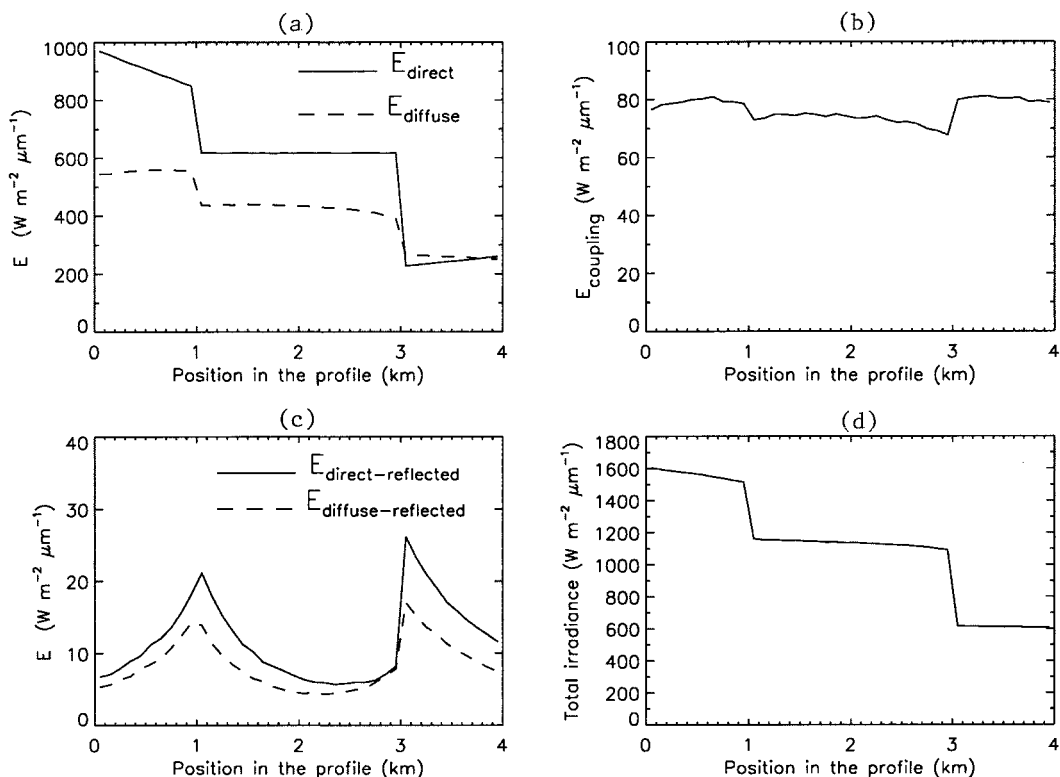 (a)
1000
800
600
400
200
0
E (W m⁻² μm⁻¹)
E_direct
E_diffuse
0 1 2 3 4
Position in the profile (km)
(b)
100
80
60
40
20
0
E_coupling (W m⁻² μm⁻¹)
0 1 2 3 4
Position in the profile (km)
(c)
40
30
20
10
0
E (W m⁻² μm⁻¹)
E_direct-reflected
E_diffuse-reflected
0 1 2 3 4
Position in the profile (km)
(d)
1800
1600
1400
1200
1000
800
600
400
200
0
Total irradiance (W m⁻² μm⁻¹)
0 1 2 3 4
Position in the profile (km)